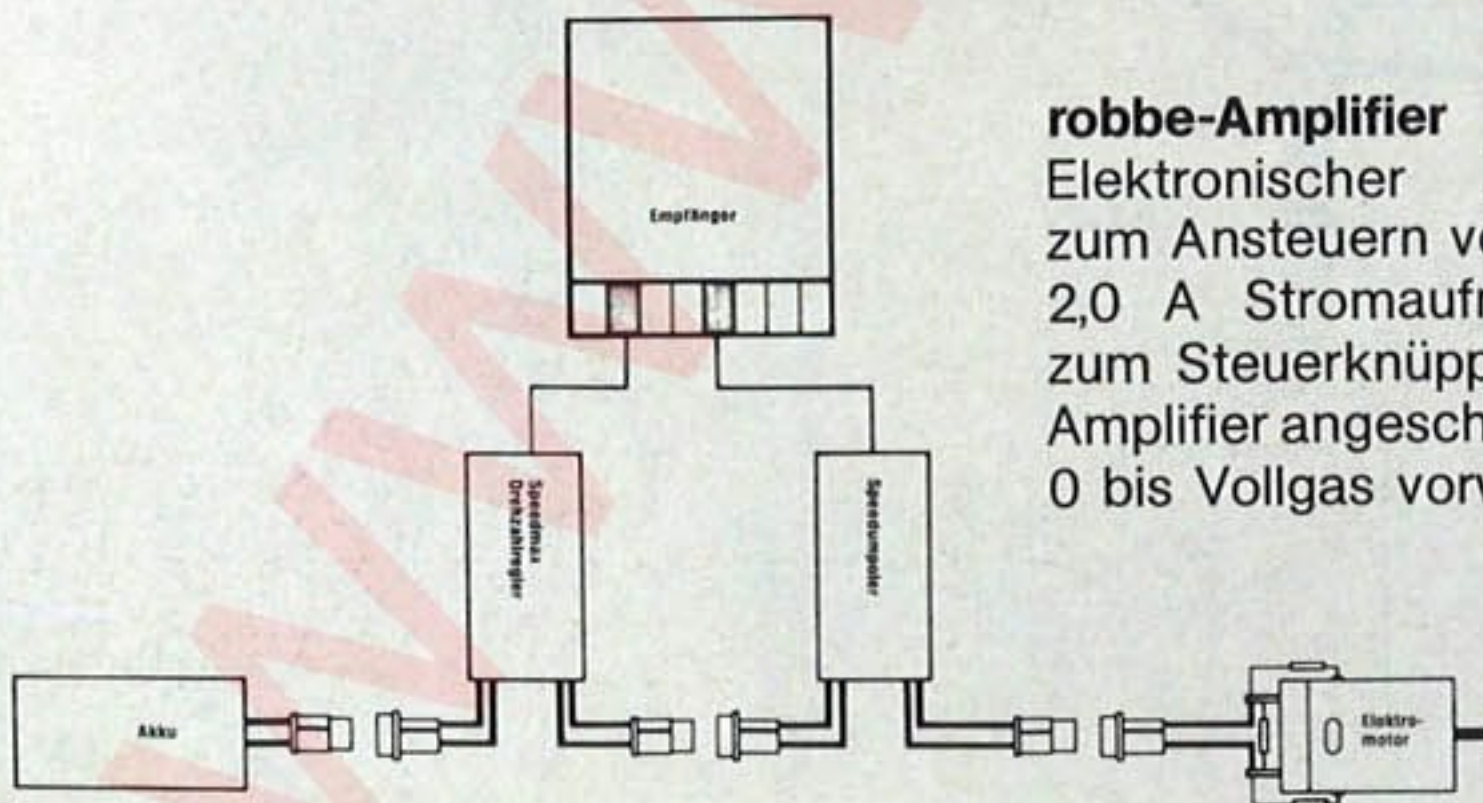 Empfänger
robbe-Amplifier
Elektronischer
zum Ansteuern v
2,0 A Stromauf
zum Steuerknüpp
Amplifier angesch
0 bis Vollgas vorw
Speedmax
Drehzahlregler
Speedumpoler
Akku
Elektro-
motor